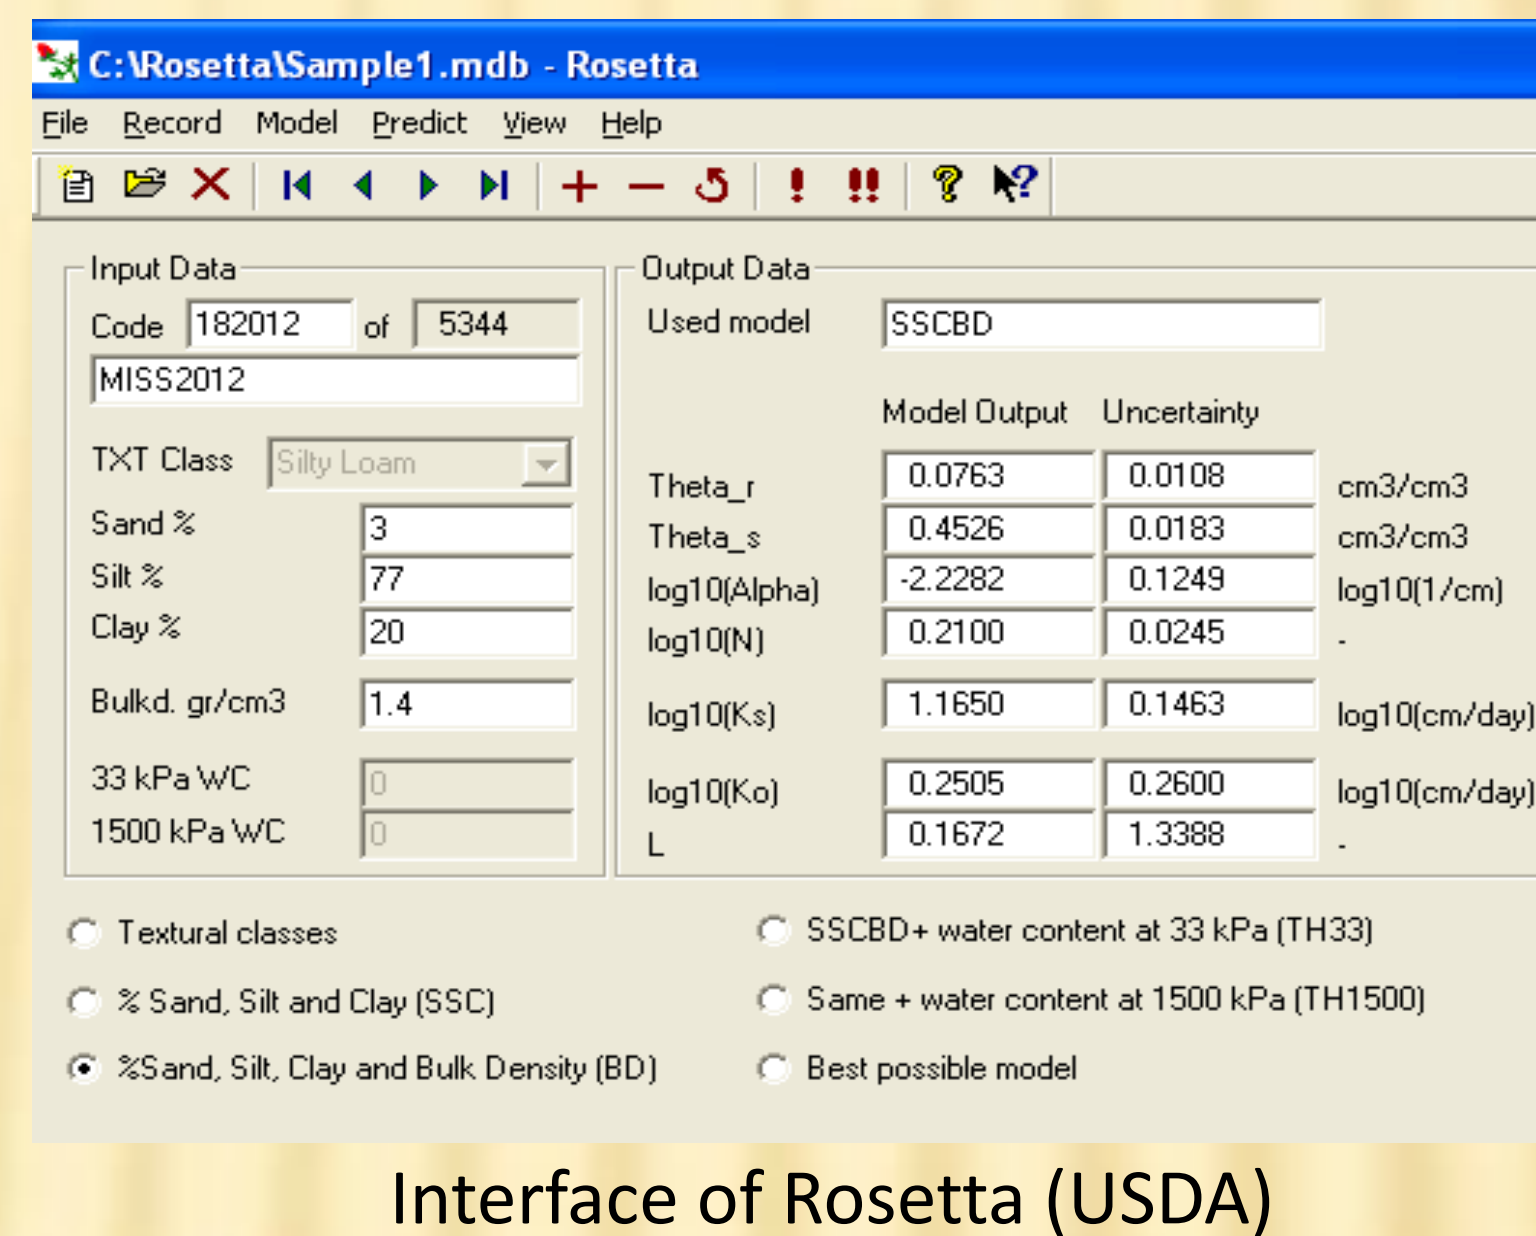 C:\Rosetta\Sample1.mdb - Rosetta
File Record Model Predict View Help
Input Data
Code 182012 of 5344
MISS2012
TXT Class Silty Loam
Sand % 3
Silt % 77
Clay % 20
Bulkd. gr/cm3 1.4
33 kPa WC 0
1500 kPa WC 0
Output Data
Used model SSCBD
Model Output Uncertainty
Theta_r 0.0763 0.0108 cm3/cm3
Theta_s 0.4526 0.0183 cm3/cm3
log10(Alpha) -2.2282 0.1249 log10(1/cm)
log10(N) 0.2100 0.0245 -
log10(Ks) 1.1650 0.1463 log10(cm/day)
log10(Ko) 0.2505 0.2600 log10(cm/day)
L 0.1672 1.3388 -
Textural classes
% Sand, Silt and Clay (SSC)
%Sand, Silt, Clay and Bulk Density (BD)
SSCBD+ water content at 33 kPa (TH33)
Same + water content at 1500 kPa (TH1500)
Best possible model
Interface of Rosetta (USDA)